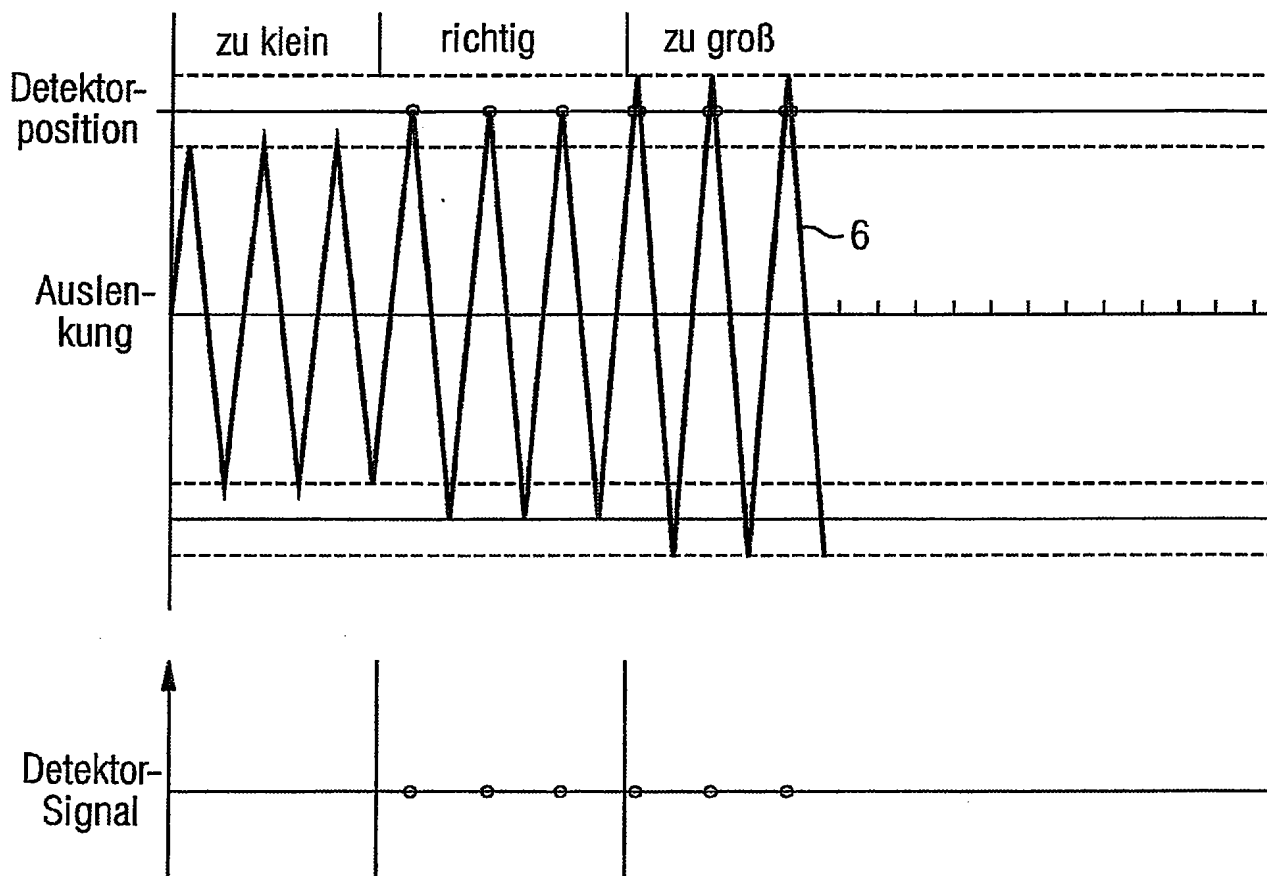 zu klein
richtig
zu groß
Detektor-
position
6
Auslen-
kung
Detektor-
Signal